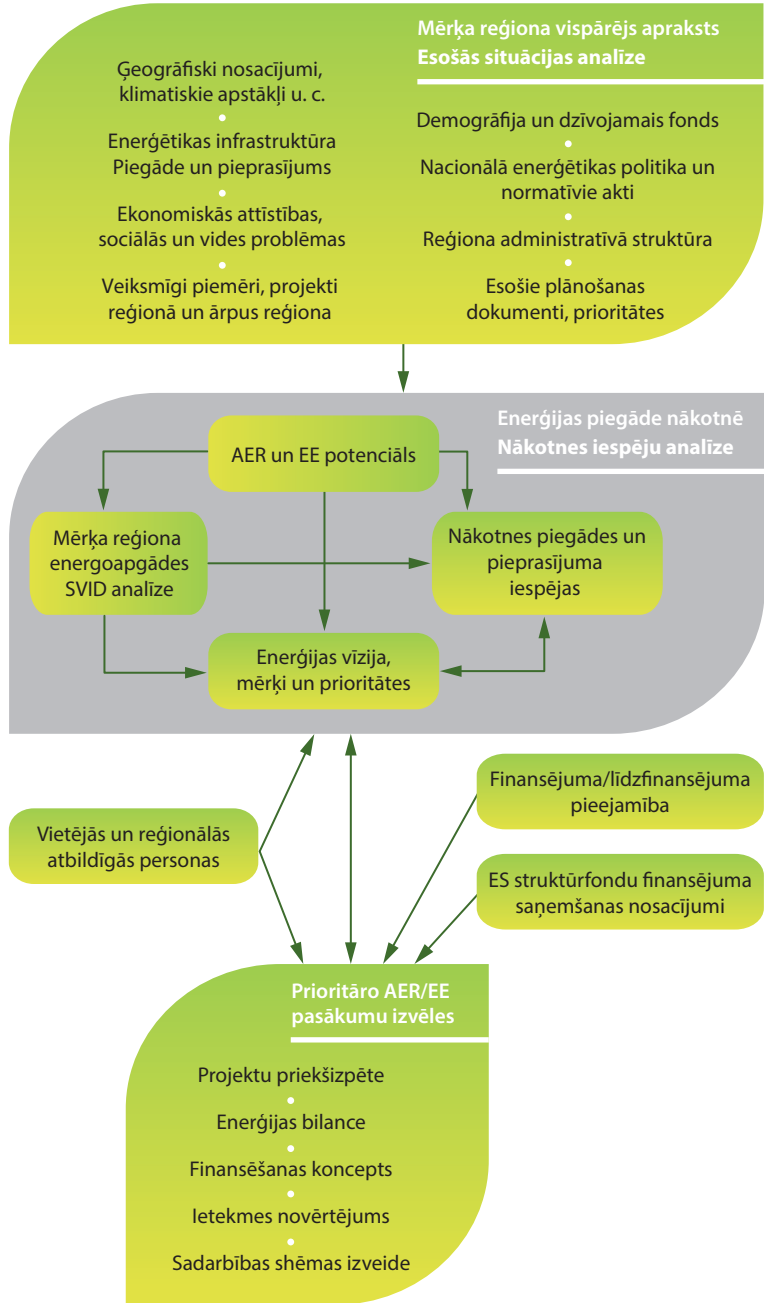 Mērķa reģiona vispārējs apraksts
Esošās situācijas analīze
Ģeogrāfiski nosacījumi,
klimatiskie apstākļi u. c.
Enerģētikas infrastruktūra
Piegāde un pieprasījums
Ekonomiskās attīstības,
sociālās un vides problēmas
Veiksmīgi piemēri, projekti
reģionā un ārpus reģiona
Demogrāfija un dzīvojamais fonds
Nacionālā enerģētikas politika un
normatīvie akti
Reģiona administratīvā struktūra
Esošie plānošanas
dokumenti, prioritātes
Enerģijas piegāde nākotnē
Nākotnes iespēju analīze
AER un EE potenciāls
Mērķa reģiona
energoapgādes
SVID analīze
Nākotnes piegādes un
pieprasījuma
iespējas
Enerģijas vīzija,
mērķi un prioritātes
Finansējuma/līdzfinansējuma
pieejamība
Vietējās un reģionālās
atbildīgās personas
ES struktūrfondu finansējuma
saņemšanas nosacījumi
Prioritāro AER/EE
pasākumu izvēles
Projektu priekšizpēte
Enerģijas bilance
Finansēšanas koncepts
Ietekmes novērtējums
Sadarbības shēmas izveide